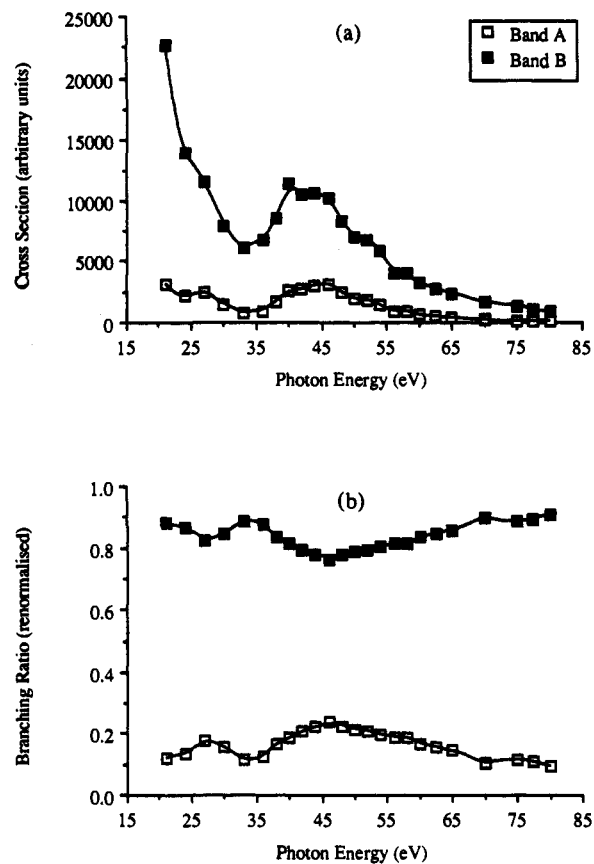 (a)
Band A
Band B
Cross Section (arbitrary units)
25000
20000
15000
10000
5000
0
15 25 35 45 55 65 75 85
Photon Energy (eV)
(b)
Branching Ratio (renormalised)
1.0
0.8
0.6
0.4
0.2
0.0
15 25 35 45 55 65 75 85
Photon Energy (eV)